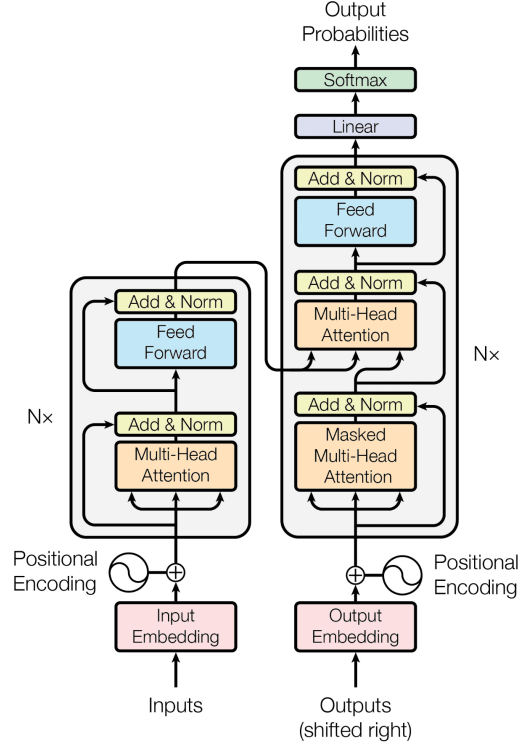 Output
Probabilities
Softmax
Linear
Add & Norm
Feed
Forward
Add & Norm
Multi-Head
Attention
Add & Norm
Masked
Multi-Head
Attention
N×
Add & Norm
Feed
Forward
N×
Add & Norm
Multi-Head
Attention
Positional
Encoding
Positional
Encoding
Input
Embedding
Output
Embedding
Inputs
Outputs
(shifted right)